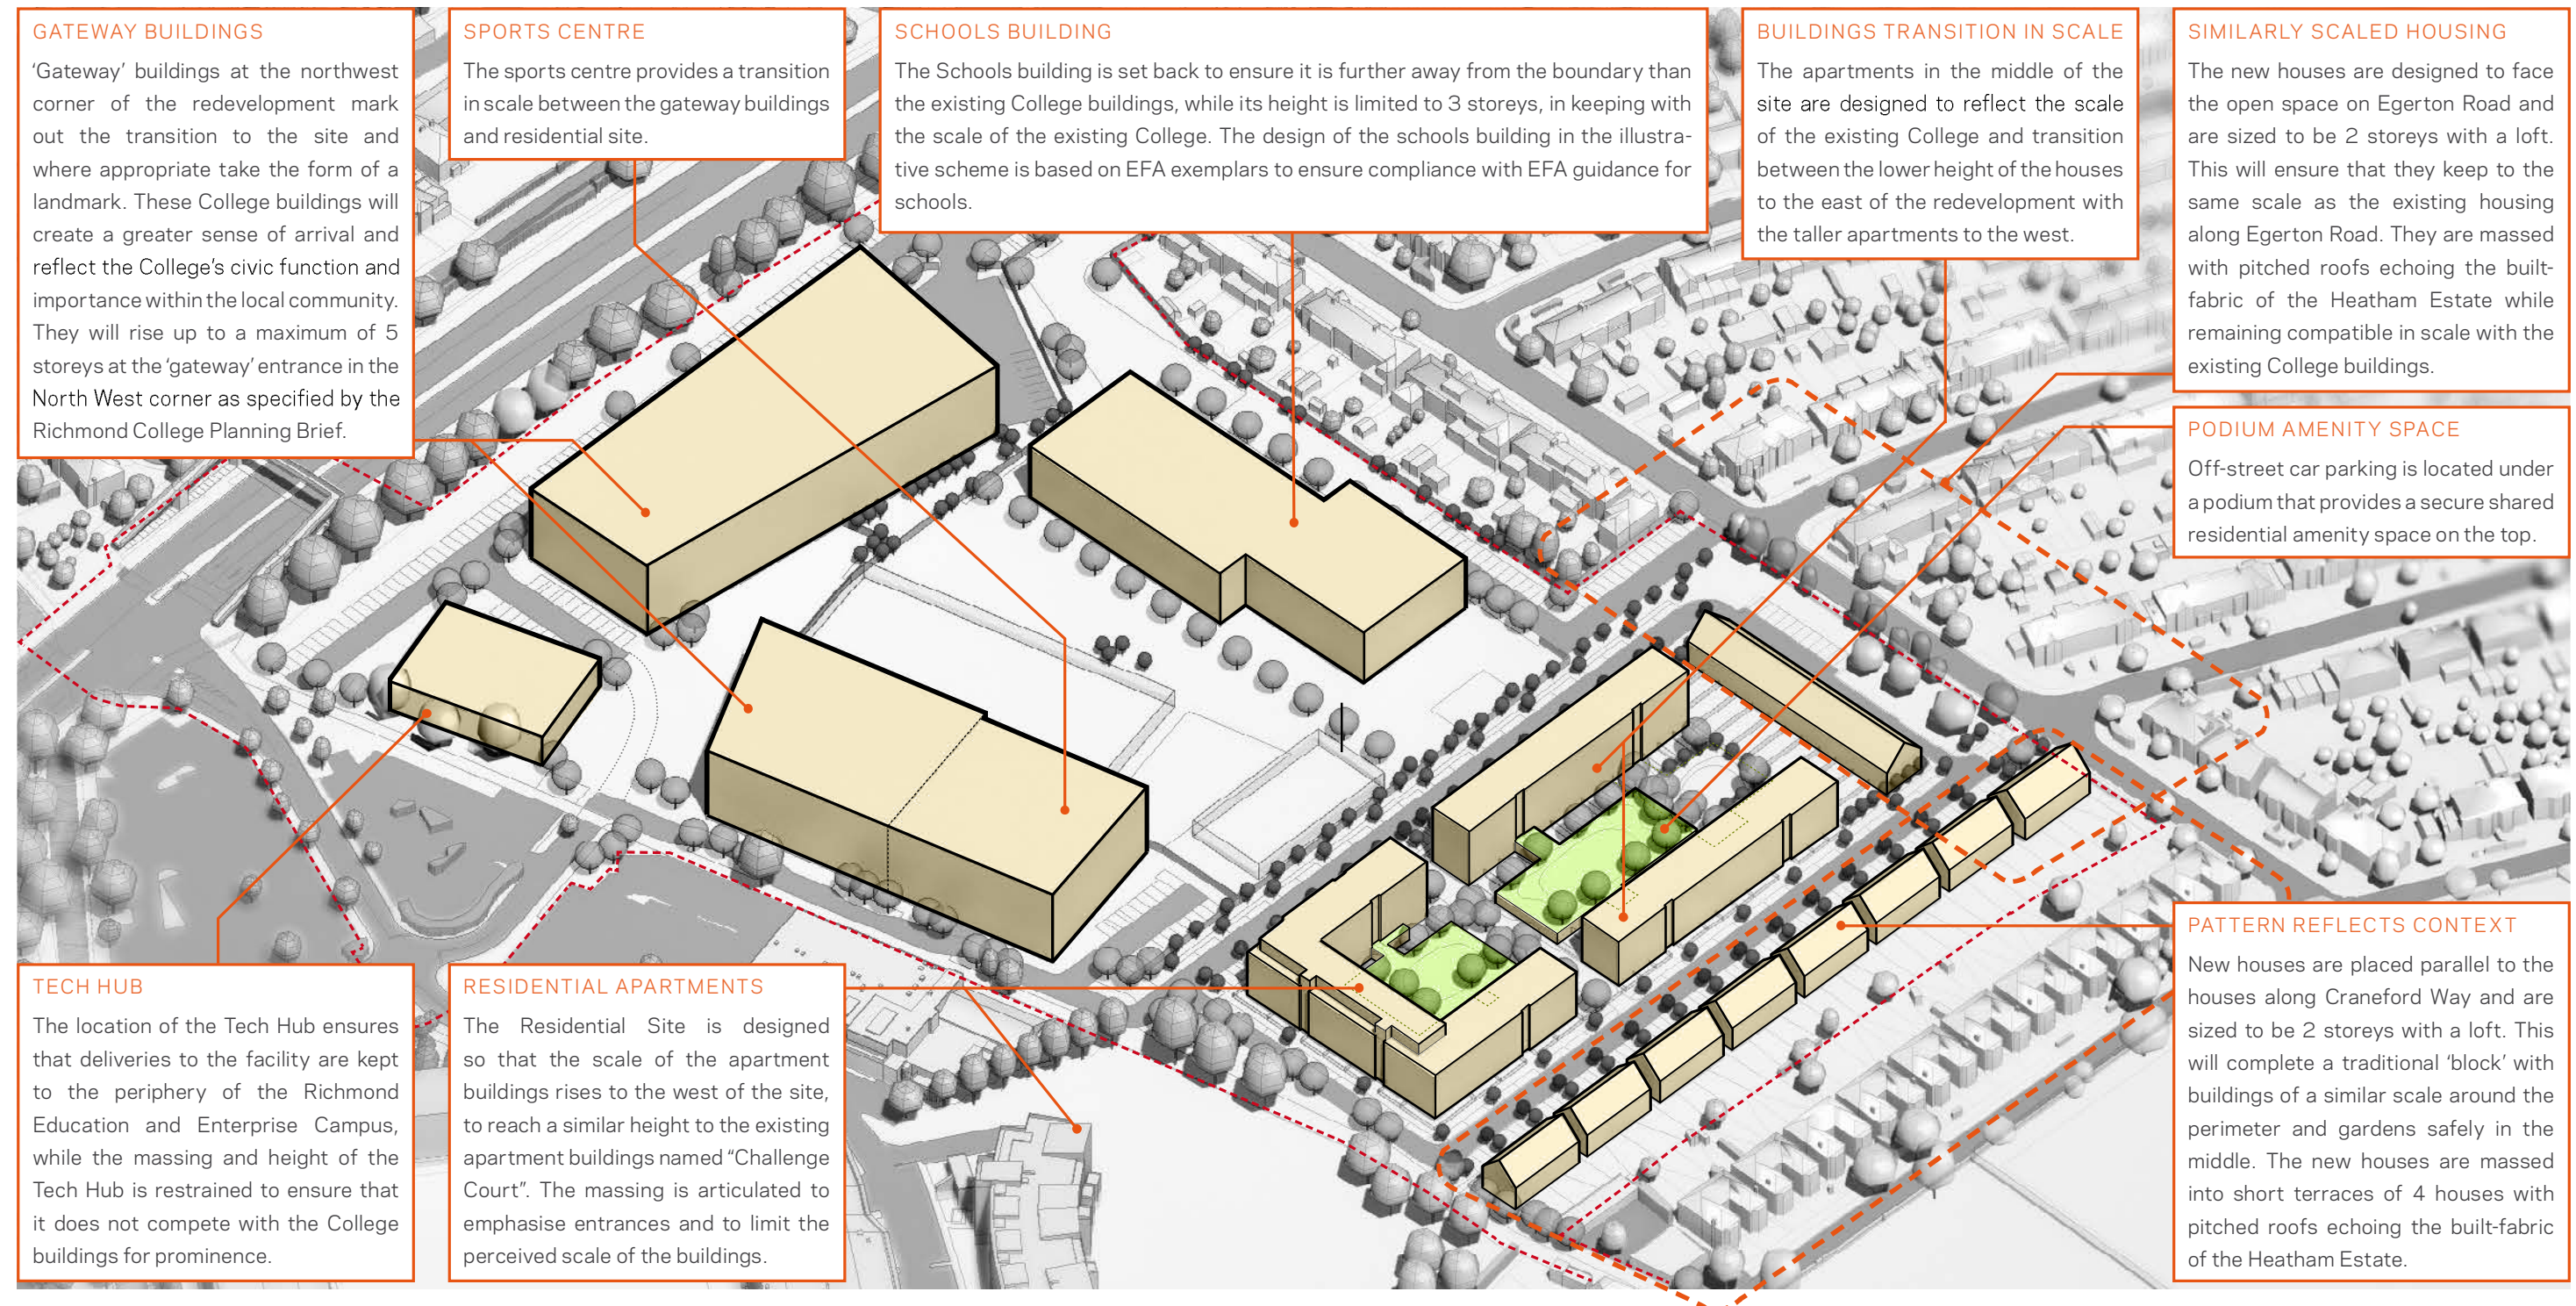 GATEWAY BUILDINGS
‘Gateway’ buildings at the northwest
corner of the redevelopment mark
out the transition to the site and
where appropriate take the form of a
landmark. These College buildings will
create a greater sense of arrival and
reflect the College’s civic function and
importance within the local community.
They will rise up to a maximum of 5
storeys at the ‘gateway’ entrance in the
North West corner as specified by the
Richmond College Planning Brief.
SPORTS CENTRE
The sports centre provides a transition
in scale between the gateway buildings
and residential site.
SCHOOLS BUILDING
The Schools building is set back to ensure it is further away from the boundary than
the existing College buildings, while its height is limited to 3 storeys, in keeping with
the scale of the existing College. The design of the schools building in the illustra-
tive scheme is based on EFA exemplars to ensure compliance with EFA guidance for
schools.
BUILDINGS TRANSITION IN SCALE
The apartments in the middle of the
site are designed to reflect the scale
of the existing College and transition
between the lower height of the houses
to the east of the redevelopment with
the taller apartments to the west.
SIMILARLY SCALED HOUSING
The new houses are designed to face
the open space on Egerton Road and
are sized to be 2 storeys with a loft.
This will ensure that they keep to the
same scale as the existing housing
along Egerton Road. They are massed
with pitched roofs echoing the built-
fabric of the Heatham Estate while
remaining compatible in scale with the
existing College buildings.
PODIUM AMENITY SPACE
Off-street car parking is located under
a podium that provides a secure shared
residential amenity space on the top.
TECH HUB
The location of the Tech Hub ensures
that deliveries to the facility are kept
to the periphery of the Richmond
Education and Enterprise Campus,
while the massing and height of the
Tech Hub is restrained to ensure that
it does not compete with the College
buildings for prominence.
RESIDENTIAL APARTMENTS
The Residential Site is designed
so that the scale of the apartment
buildings rises to the west of the site,
to reach a similar height to the existing
apartment buildings named “Challenge
Court”. The massing is articulated to
emphasise entrances and to limit the
perceived scale of the buildings.
PATTERN REFLECTS CONTEXT
New houses are placed parallel to the
houses along Craneford Way and are
sized to be 2 storeys with a loft. This
will complete a traditional ‘block’ with
buildings of a similar scale around the
perimeter and gardens safely in the
middle. The new houses are massed
into short terraces of 4 houses with
pitched roofs echoing the built-fabric
of the Heatham Estate.